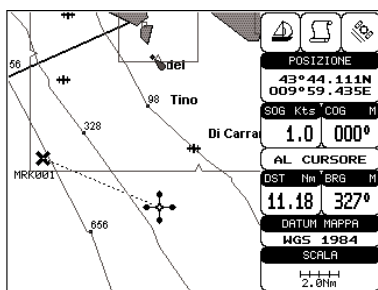 56
del
98
Tino
328
Di Carrar
MRK001
656
POSIZIONE
43°44.111N
009°59.435E
SOG Kts COG M
1.0 000°
AL CURSORE
DST Nm BRG M
11.18 327°
DATUM MAPPA
WGS 1984
SCALA
2.0Nm